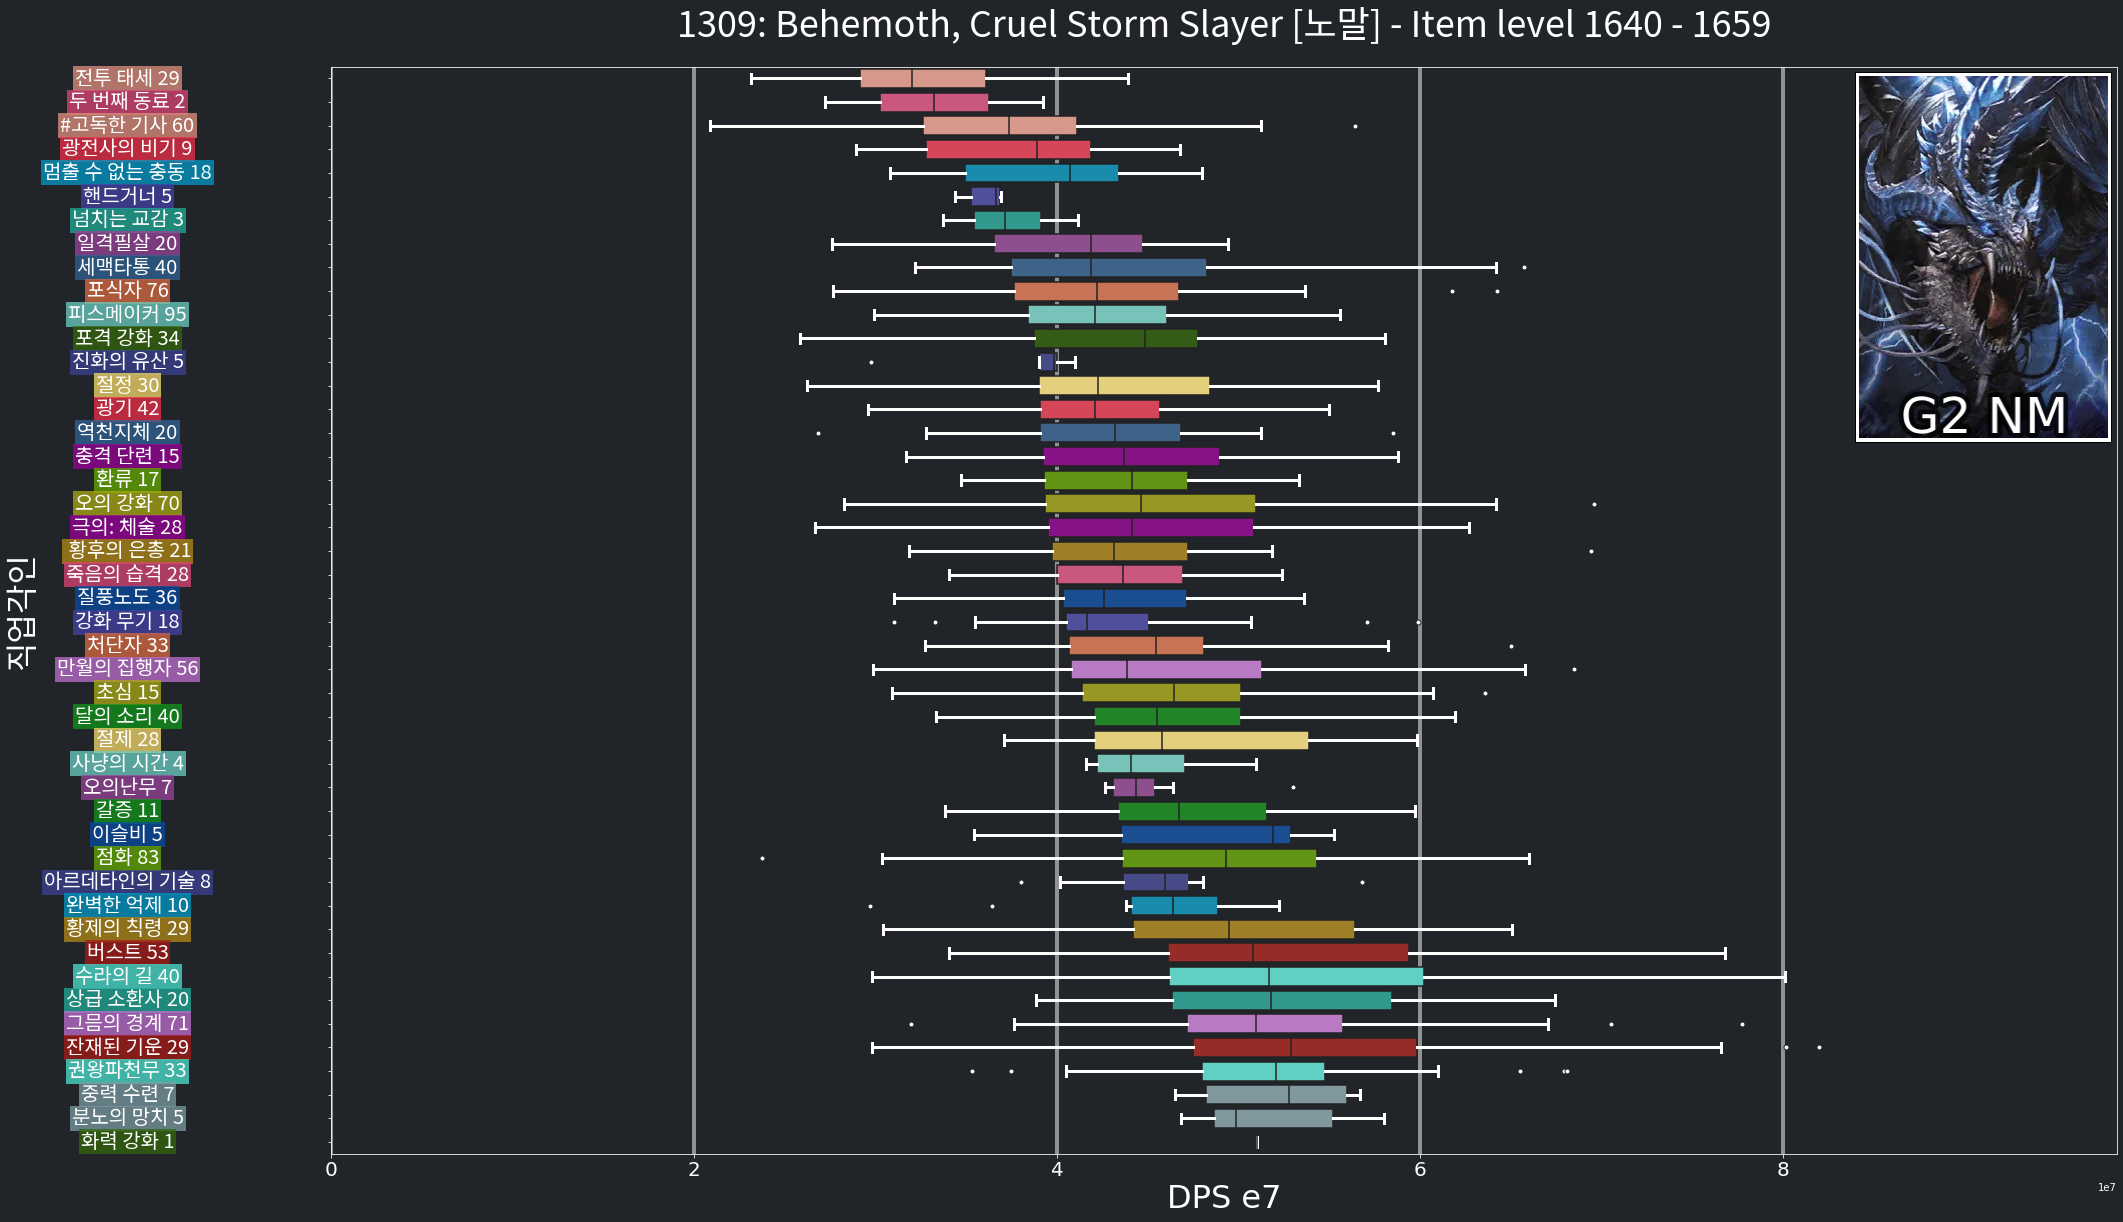 1309: Behemoth, Cruel Storm Slayer [노말] - Item level 1640 - 1659
전투 태세 29
두 번째 동료 2
#고독한 기사 60
광전사의 비기 9
멈출 수 없는 충동 18
핸드거너 5
넘치는 교감 3
일격필살 20
세맥타통 40
포식자 76
피스메이커 95
포격 강화 34
진화의 유산 5
절정 30
광기 42
역천지체 20
충격 단련 15
환류 17
오의 강화 70
극의: 체술 28
황후의 은총 21
죽음의 습격 28
질풍노도 36
강화 무기 18
처단자 33
만월의 집행자 56
초심 15
달의 소리 40
절제 28
사냥의 시간 4
오의난무 7
갈증 11
이슬비 5
점화 83
아르데타인의 기술 8
완벽한 억제 10
황제의 칙령 29
버스트 53
수라의 길 40
상급 소환사 20
그믐의 경계 71
잔재된 기운 29
권왕파천무 33
중력 수련 7
분노의 망치 5
화력 강화 1
직업각인
G2 NM
0 2 4 6 8
1e7
DPS e7